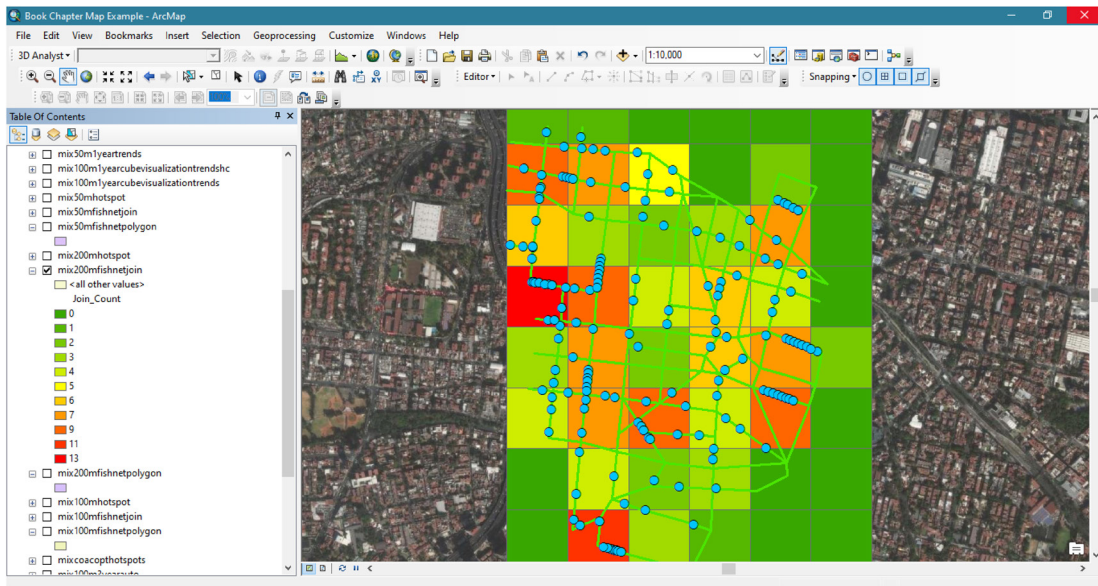 Book Chapter Map Example - ArcMap
File Edit View Bookmarks Insert Selection Geoprocessing Customize Windows Help
3D Analyst
1:10,000
Editor Snapping
Table Of Contents
mix50m1yeartrends
mix100m1yearcubevisualizationtrendshc
mix100m1yearcubevisualizationtrends
mix50mhotspot
mix50mfishnetjoin
mix50mfishnetpolygon
mix200mhotspot
mix200mfishnetjoin
<all other values>
Join_Count
0
1
2
3
4
5
6
7
9
11
13
mix200mfishnetpolygon
mix100mhotspot
mix100mfishnetjoin
mix100mfishnetpolygon
mixcoacopthotspots